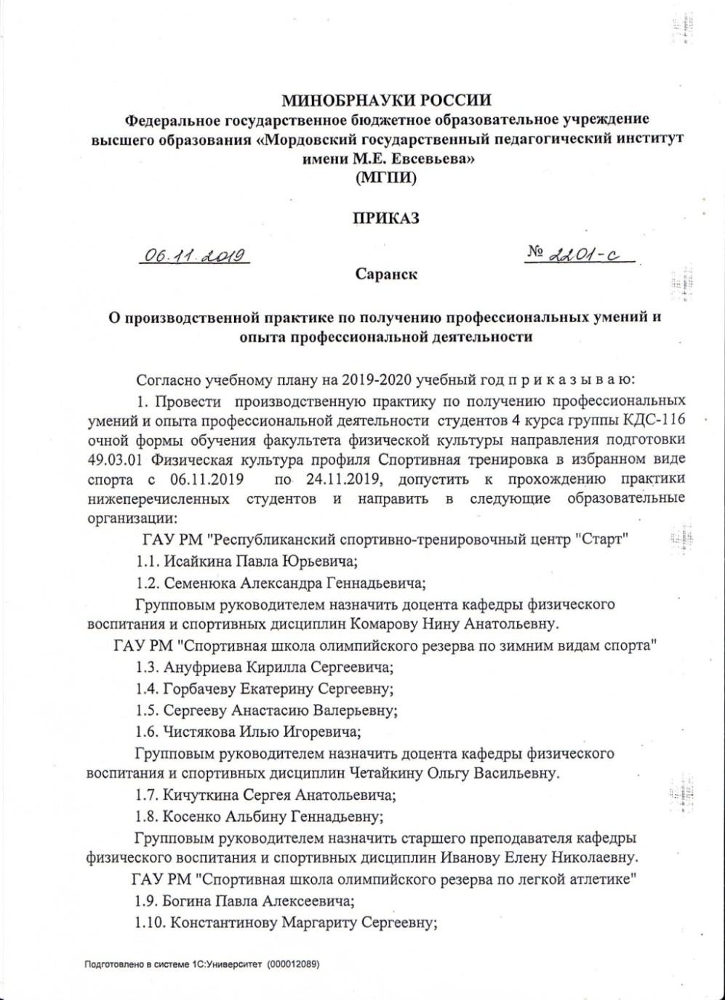 МИНОБРНАУКИ РОССИИ
Федеральное государственное бюджетное образовательное учреждение
высшего образования «Мордовский государственный педагогический институт
имени М.Е. Евсевьева»
(МГПИ)
ПРИКАЗ
06.11.2019 № 2201-с
Саранск
О производственной практике по получению профессиональных умений и
опыта профессиональной деятельности
Согласно учебному плану на 2019-2020 учебный год п р и к а з ы в а ю:
1. Провести производственную практику по получению профессиональных
умений и опыта профессиональной деятельности студентов 4 курса группы КДС-116
очной формы обучения факультета физической культуры направления подготовки
49.03.01 Физическая культура профиля Спортивная тренировка в избранном виде
спорта с 06.11.2019 по 24.11.2019, допустить к прохождению практики
нижеперечисленных студентов и направить в следующие образовательные
организации:
ГАУ РМ "Республиканский спортивно-тренировочный центр "Старт"
1.1. Исайкина Павла Юрьевича;
1.2. Семенюка Александра Геннадьевича;
Групповым руководителем назначить доцента кафедры физического
воспитания и спортивных дисциплин Комарову Нину Анатольевну.
ГАУ РМ "Спортивная школа олимпийского резерва по зимним видам спорта"
1.3. Ануфриева Кирилла Сергеевича;
1.4. Горбачеву Екатерину Сергеевну;
1.5. Сергееву Анастасию Валерьевну;
1.6. Чистякова Илью Игоревича;
Групповым руководителем назначить доцента кафедры физического
воспитания и спортивных дисциплин Четайкину Ольгу Васильевну.
1.7. Кичуткина Сергея Анатольевича;
1.8. Косенко Альбину Геннадьевну;
Групповым руководителем назначить старшего преподавателя кафедры
физического воспитания и спортивных дисциплин Иванову Елену Николаевну.
ГАУ РМ "Спортивная школа олимпийского резерва по легкой атлетике"
1.9. Богина Павла Алексеевича;
1.10. Константинову Маргариту Сергеевну;
Подготовлено в системе 1С:Университет (000012089)